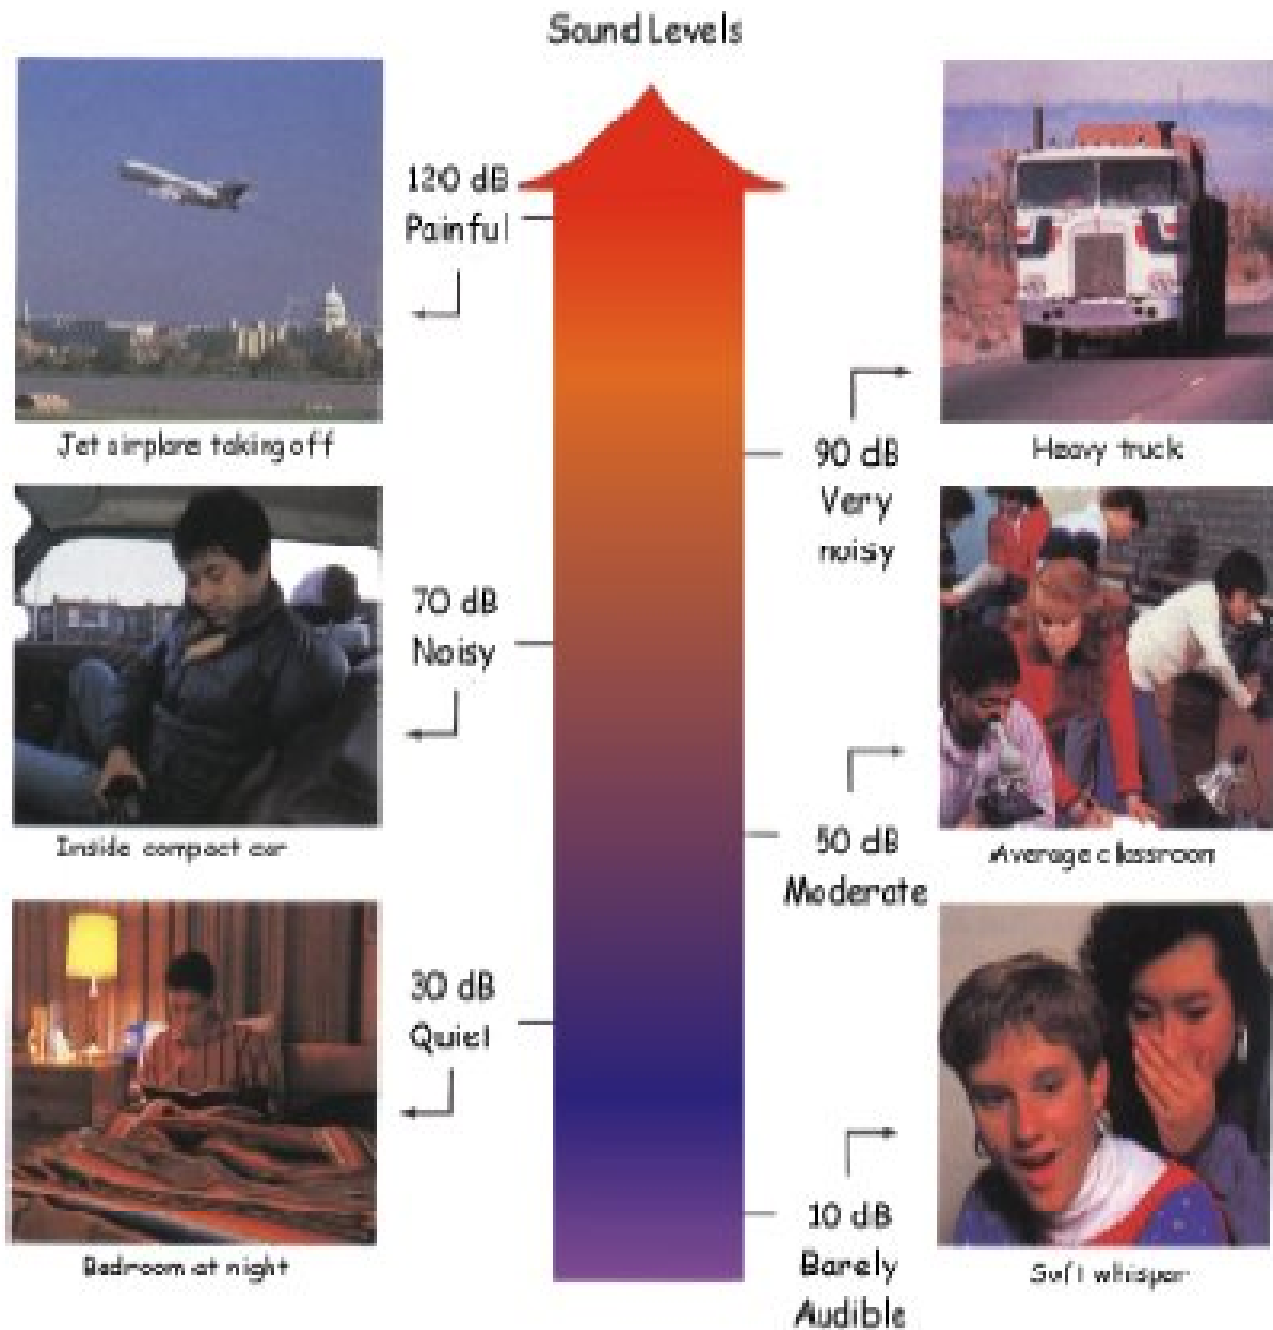 Sound Levels
120 dB
Painful
Jet airplane taking off
90 dB
Very
noisy
Heavy truck
70 dB
Noisy
Inside compact car
50 dB
Moderate
Average classroon
30 dB
Quiet
Bedroom at night
10 dB
Barely
Audible
Soft whisper